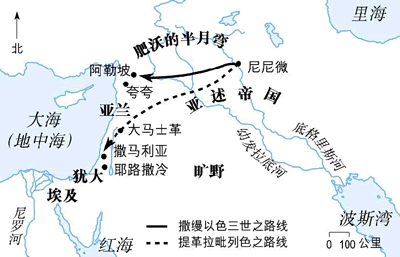 里海
北
肥沃的半月弯
阿勒坡
尼尼微
夸夸
亚述帝国
亚兰
大海
(地中海)
大马士革
底格里斯河
幼发拉底河
撒马利亚
耶路撒冷
犹大
旷野
埃及
尼罗河
波斯湾
撒缦以色三世之路线
提革拉毗列色之路线
红海
0 100 公里